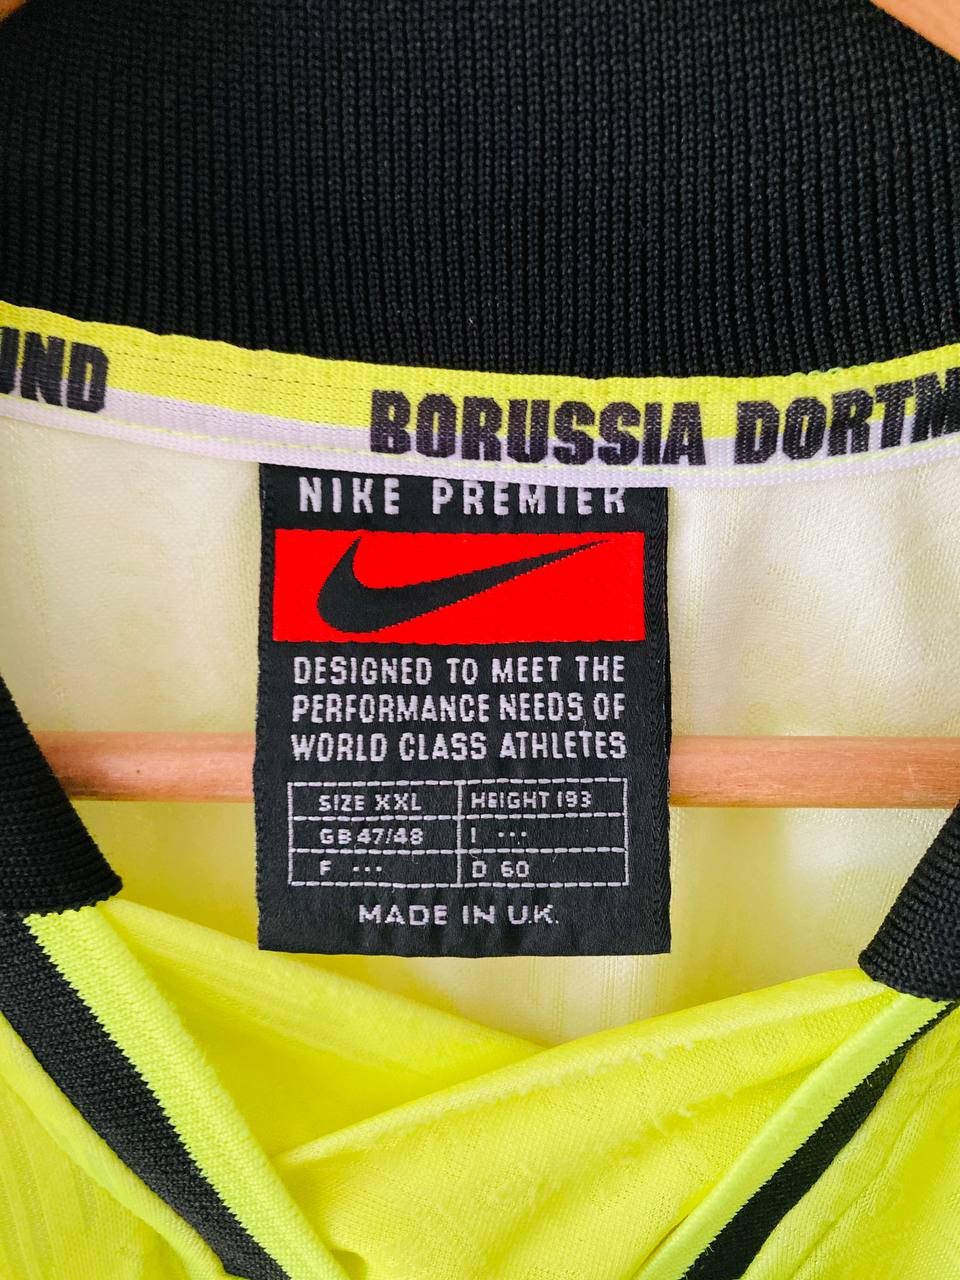 UND BORUSSIA DORTM
NIKE PREMIER
DESIGNED TO MEET THE
PERFORMANCE NEEDS OF
WORLD CLASS ATHLETES
SIZE XXL HEIGHT 193
GB 47/48 I ...
F ... D 60
MADE IN U.K.